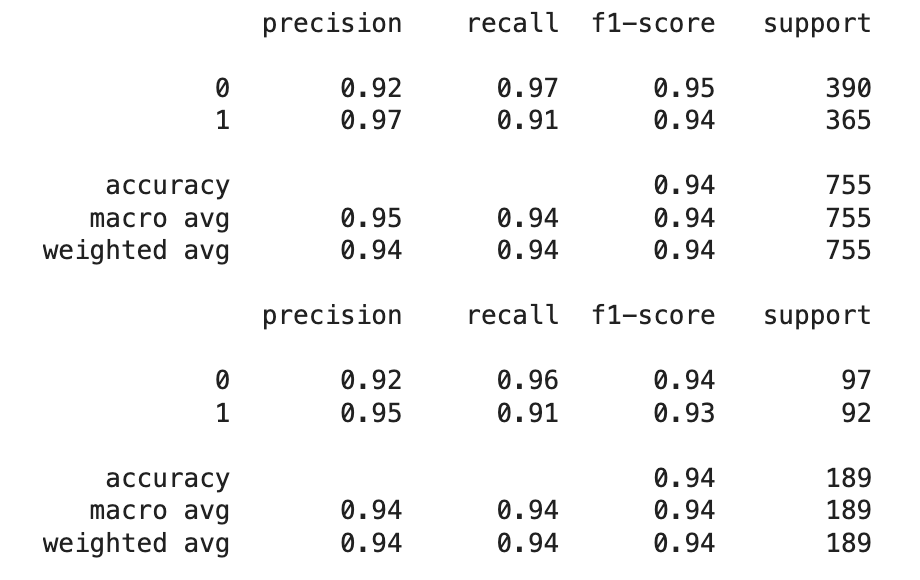 precision recall f1-score support
0 0.92 0.97 0.95 390
1 0.97 0.91 0.94 365
accuracy 0.94 755
macro avg 0.95 0.94 0.94 755
weighted avg 0.94 0.94 0.94 755
precision recall f1-score support
0 0.92 0.96 0.94 97
1 0.95 0.91 0.93 92
accuracy 0.94 189
macro avg 0.94 0.94 0.94 189
weighted avg 0.94 0.94 0.94 189